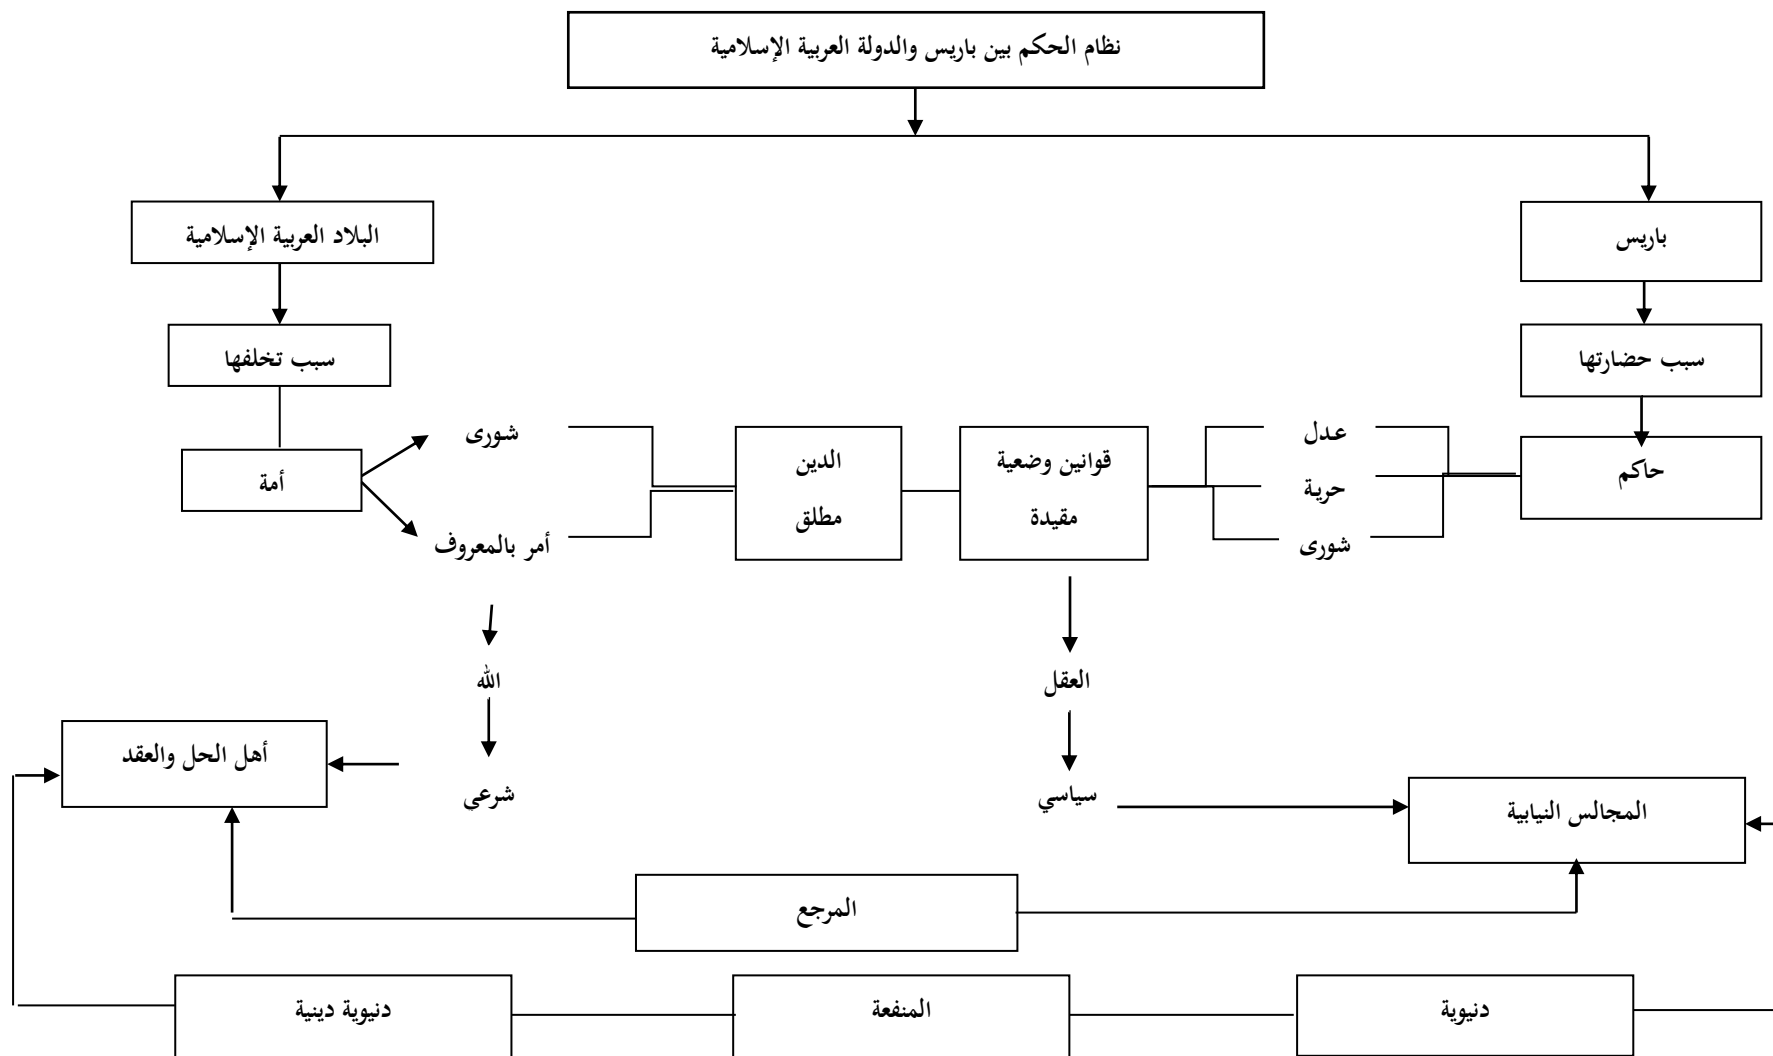 نظام الحكم بين باريس والدولة العربية الإسلامية
باريس
البلاد العربية الإسلامية
سبب حضارتها
سبب تخلفها
حاكم
عدل
حرية
شورى
قوانين وضعية
مقيدة
الدين
مطلق
شورى
أمر بالمعروف
أمة
العقل
الله
سياسي
شرعي
المجالس النيابية
أهل الحل والعقد
المرجع
دنيوية
المنفعة
دنيوية دينية